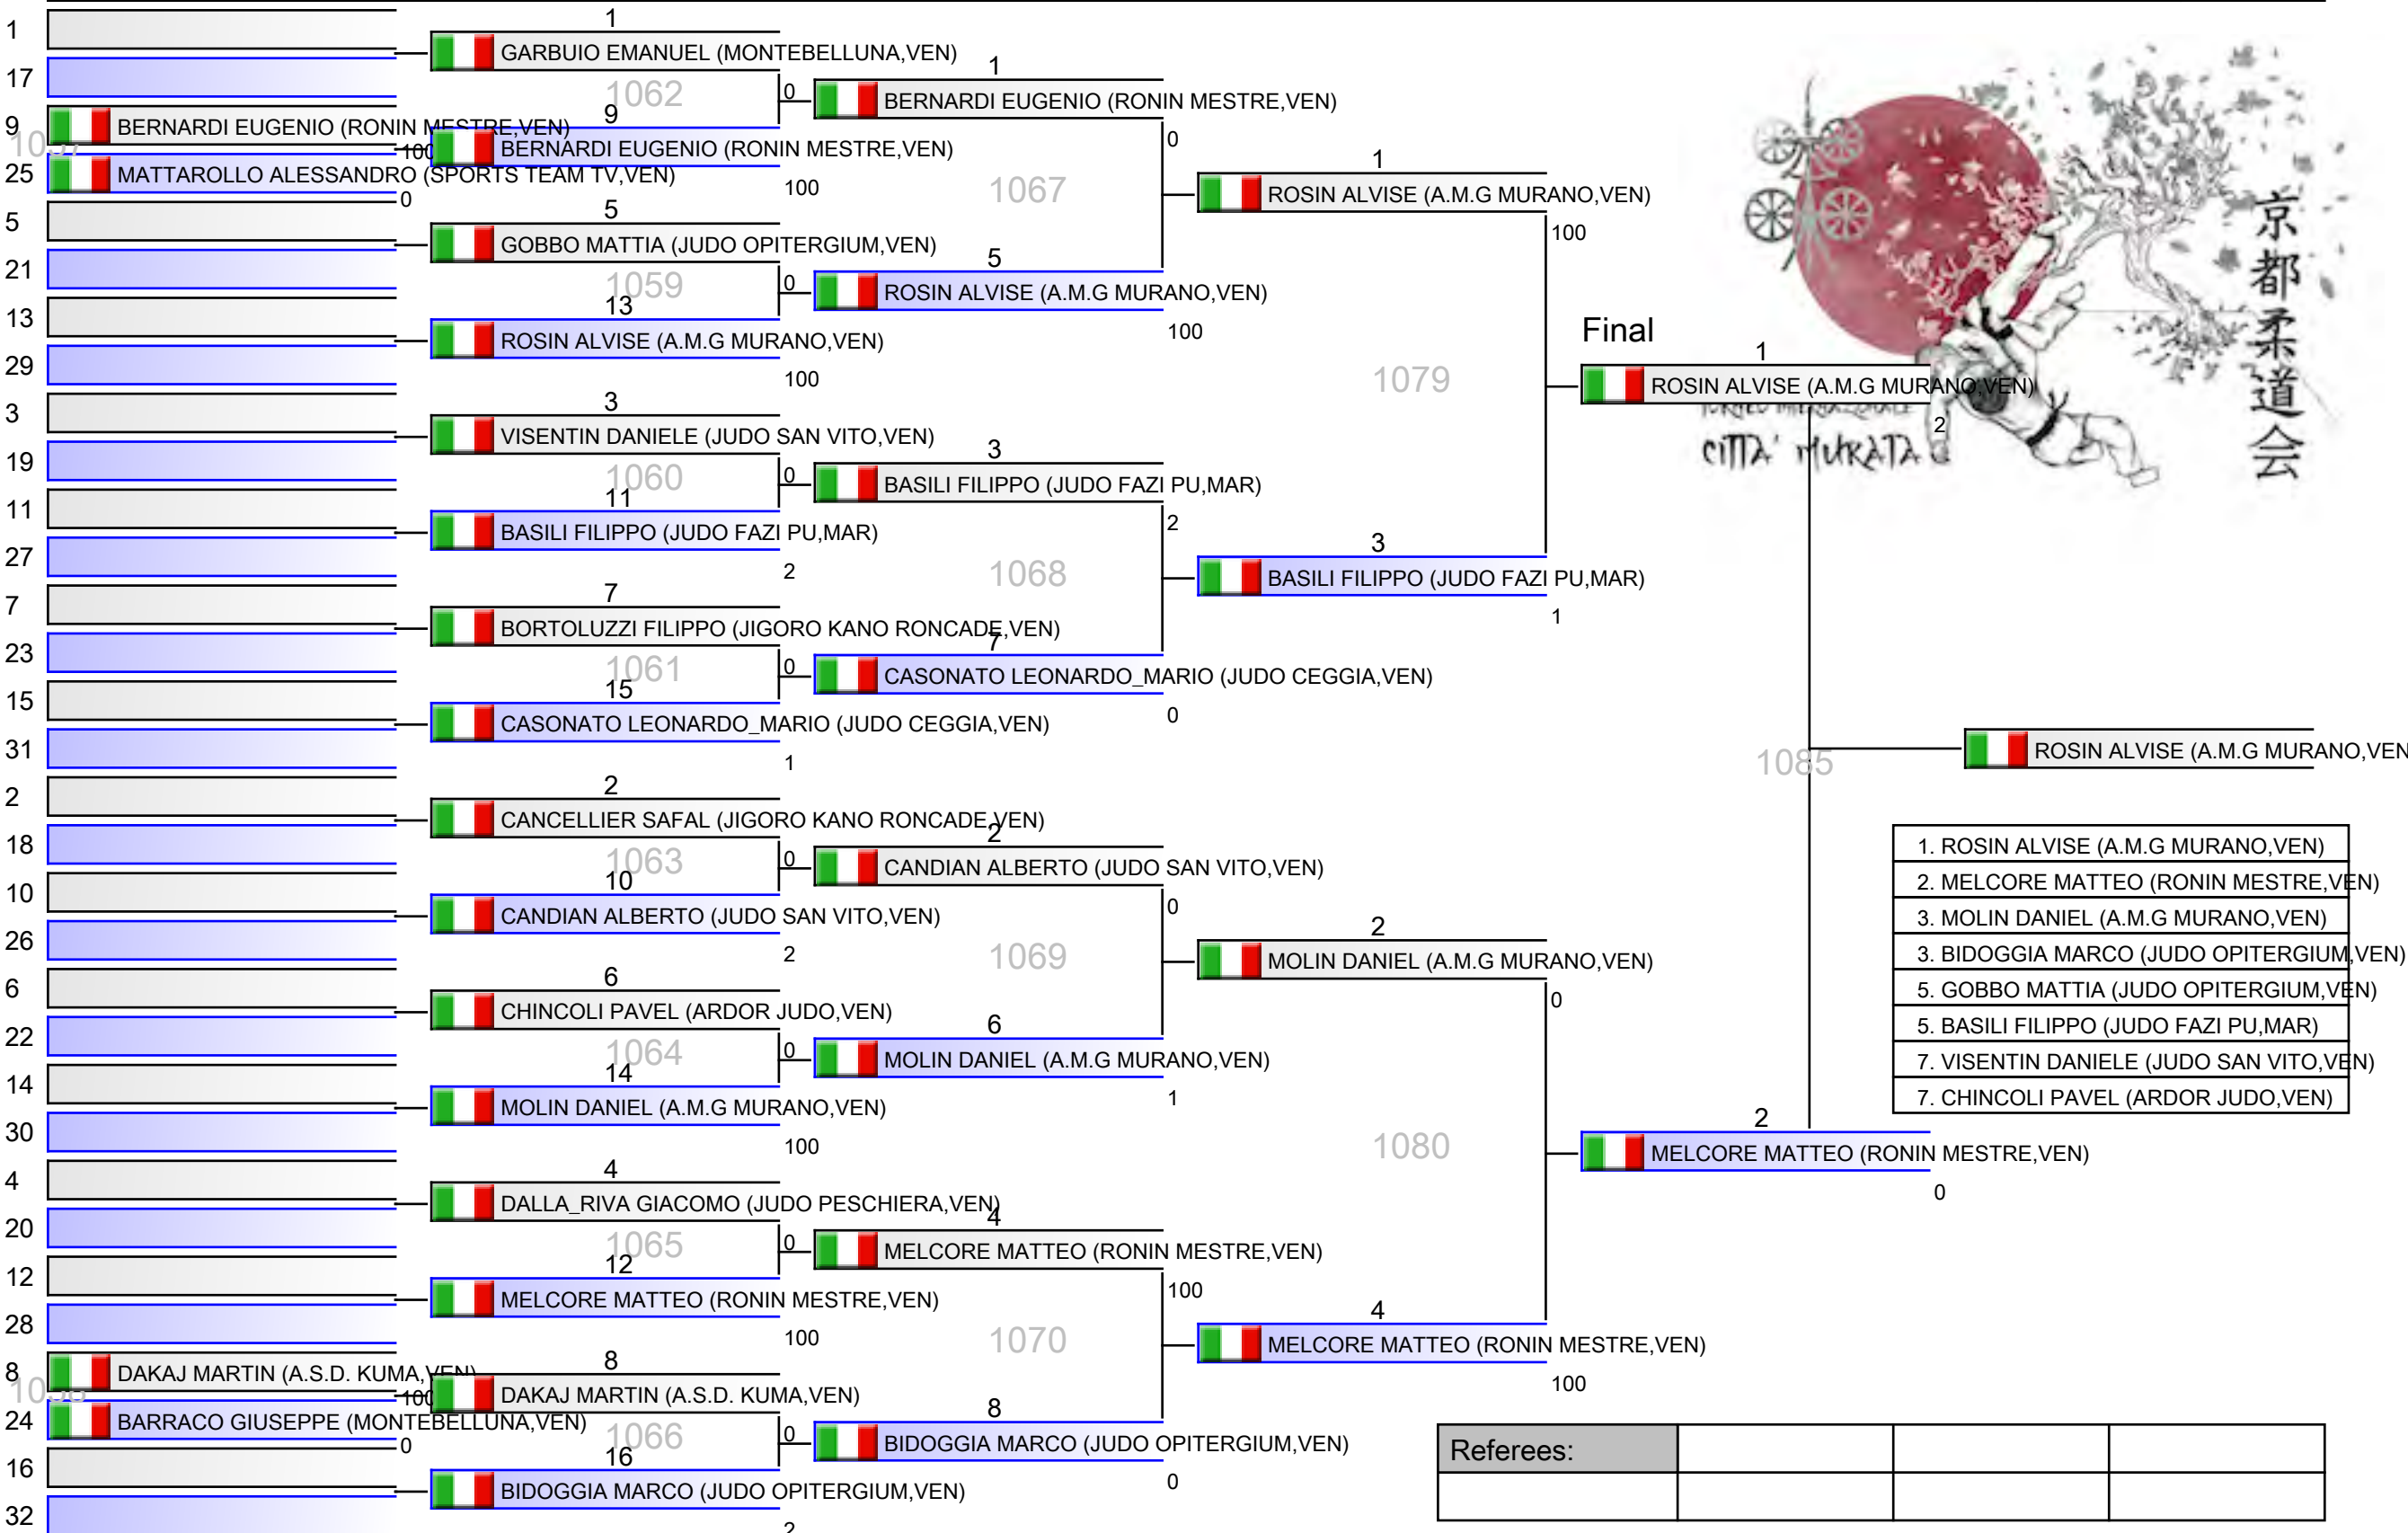 1
17
9
BERNARDI EUGENIO (RONIN MESTRE,VEN)
100
25
MATTAROLLO ALESSANDRO (SPORTS TEAM TV,VEN)
0
5
21
13
29
3
19
11
27
7
23
15
31
2
18
10
26
6
22
14
30
4
20
12
28
8
DAKAJ MARTIN (A.S.D. KUMA,VEN)
100
24
BARRACO GIUSEPPE (MONTEBELLUNA,VEN)
0
16
32
1
GARBUIO EMANUEL (MONTEBELLUNA,VEN)
1062
0
9
BERNARDI EUGENIO (RONIN MESTRE,VEN)
100
5
GOBBO MATTIA (JUDO OPITERGIUM,VEN)
1059
0
13
ROSIN ALVISE (A.M.G MURANO,VEN)
100
3
VISENTIN DANIELE (JUDO SAN VITO,VEN)
1060
0
11
BASILI FILIPPO (JUDO FAZI PU,MAR)
2
7
BORTOLUZZI FILIPPO (JIGORO KANO RONCADE,VEN)
1061
0
15
CASONATO LEONARDO_MARIO (JUDO CEGGIA,VEN)
1
2
CANCELLIER SAFAL (JIGORO KANO RONCADE,VEN)
1063
0
10
CANDIAN ALBERTO (JUDO SAN VITO,VEN)
2
6
CHINCOLI PAVEL (ARDOR JUDO,VEN)
1064
0
14
MOLIN DANIEL (A.M.G MURANO,VEN)
100
4
DALLA_RIVA GIACOMO (JUDO PESCHIERA,VEN)
1065
0
12
MELCORE MATTEO (RONIN MESTRE,VEN)
100
8
DAKAJ MARTIN (A.S.D. KUMA,VEN)
1066
0
16
BIDOGGIA MARCO (JUDO OPITERGIUM,VEN)
2
1
BERNARDI EUGENIO (RONIN MESTRE,VEN)
0
1067
5
ROSIN ALVISE (A.M.G MURANO,VEN)
100
3
BASILI FILIPPO (JUDO FAZI PU,MAR)
2
1068
7
CASONATO LEONARDO_MARIO (JUDO CEGGIA,VEN)
0
2
CANDIAN ALBERTO (JUDO SAN VITO,VEN)
0
1069
6
MOLIN DANIEL (A.M.G MURANO,VEN)
1
4
MELCORE MATTEO (RONIN MESTRE,VEN)
100
1070
8
BIDOGGIA MARCO (JUDO OPITERGIUM,VEN)
0
1
ROSIN ALVISE (A.M.G MURANO,VEN)
100
1079
3
BASILI FILIPPO (JUDO FAZI PU,MAR)
1
2
MOLIN DANIEL (A.M.G MURANO,VEN)
0
1080
4
MELCORE MATTEO (RONIN MESTRE,VEN)
100
Final
1
ROSIN ALVISE (A.M.G MURANO,VEN)
2
1085
2
MELCORE MATTEO (RONIN MESTRE,VEN)
0
CITTA' MURATA
京都柔道会
ROSIN ALVISE (A.M.G MURANO,VEN
1. ROSIN ALVISE (A.M.G MURANO,VEN)
2. MELCORE MATTEO (RONIN MESTRE,VEN)
3. MOLIN DANIEL (A.M.G MURANO,VEN)
3. BIDOGGIA MARCO (JUDO OPITERGIUM,VEN)
5. GOBBO MATTIA (JUDO OPITERGIUM,VEN)
5. BASILI FILIPPO (JUDO FAZI PU,MAR)
7. VISENTIN DANIELE (JUDO SAN VITO,VEN)
7. CHINCOLI PAVEL (ARDOR JUDO,VEN)
Referees: